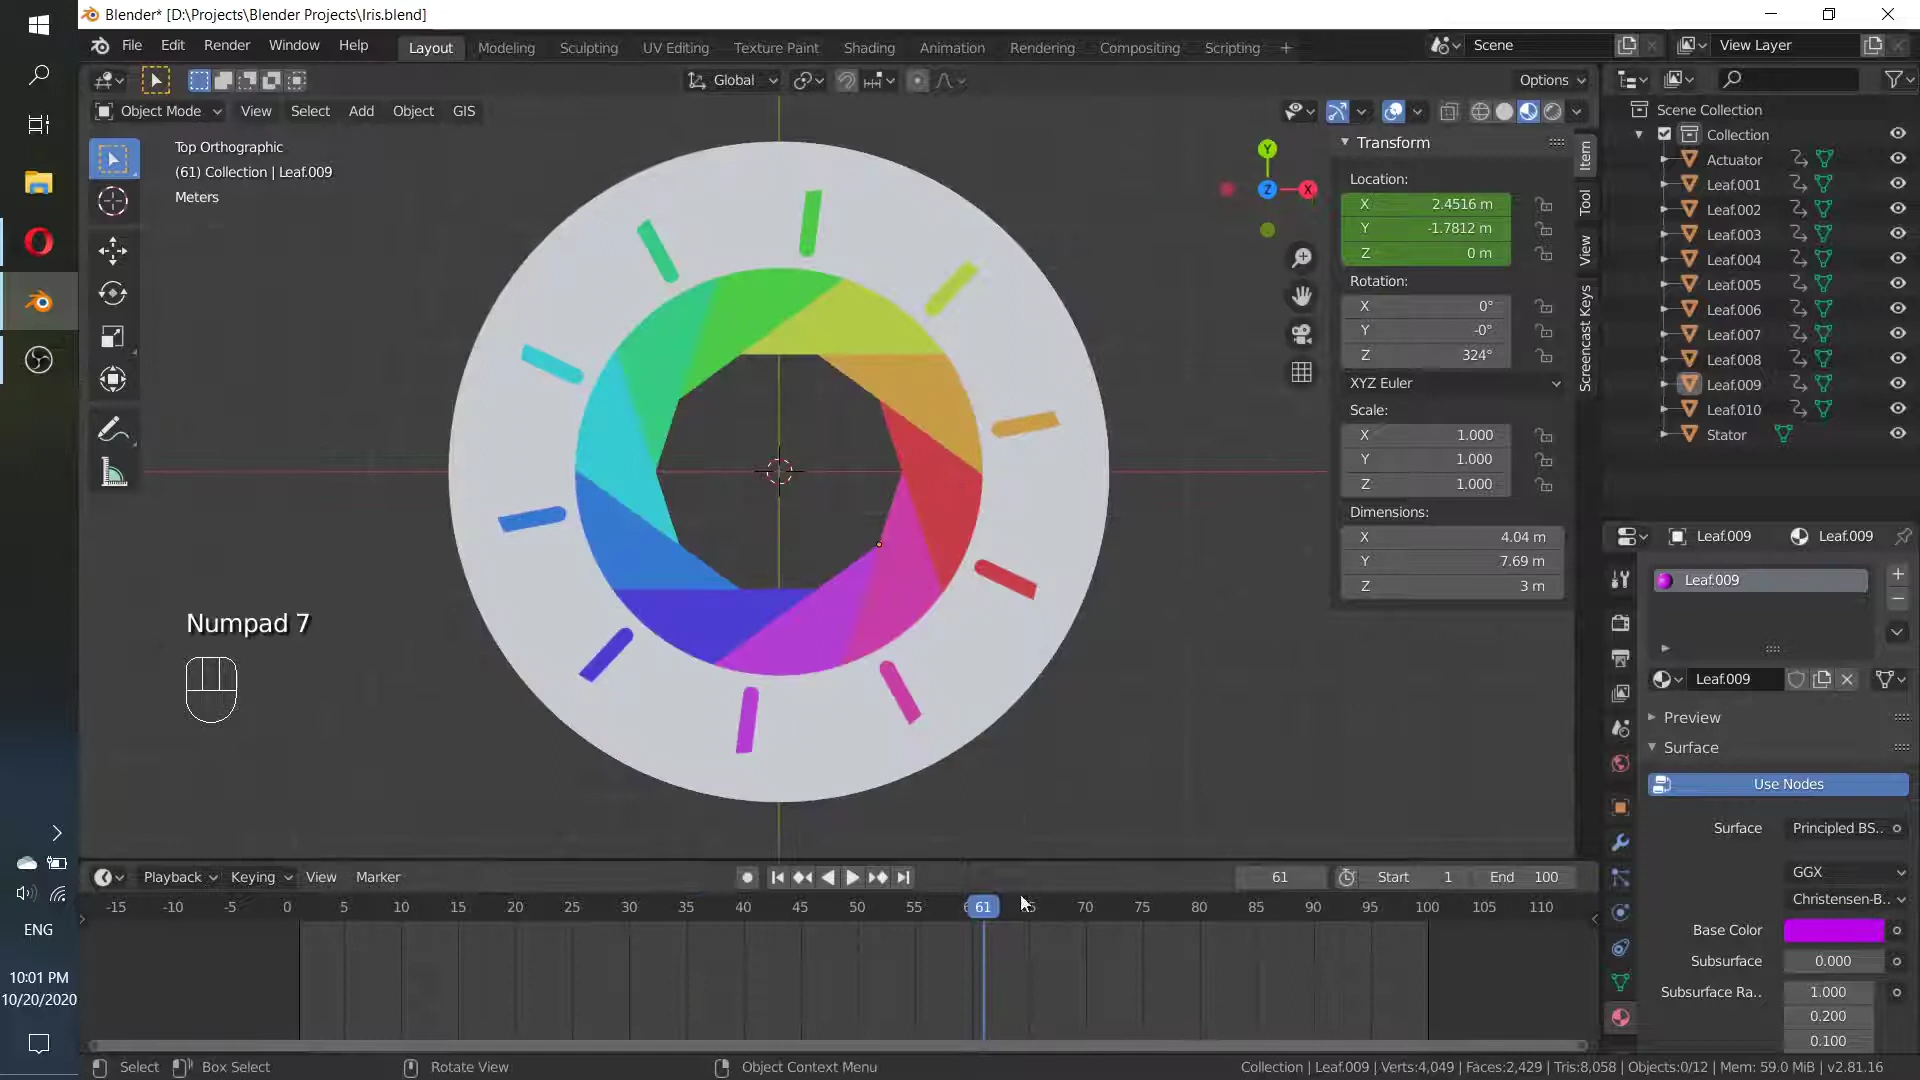 Blender* [D:\Projects\Blender Projects\Iris.blend]
File Edit Render Window Help Layout Modeling Sculpting UV Editing Texture Paint Shading Animation Rendering Compositing Scripting + Scene View Layer
Global Options
Object Mode View Select Add Object GIS
Top Orthographic
(61) Collection | Leaf.009
Meters
Y
Z
X
Numpad 7
Transform
Location:
X 2.4516 m
Y -1.7812 m
Z 0 m
Rotation:
X 0°
Y -0°
Z 324°
XYZ Euler
Scale:
X 1.000
Y 1.000
Z 1.000
Dimensions:
X 4.04 m
Y 7.69 m
Z 3 m
Item
Tool
View
Screencast Keys
Scene Collection
Collection
Actuator
Leaf.001
Leaf.002
Leaf.003
Leaf.004
Leaf.005
Leaf.006
Leaf.007
Leaf.008
Leaf.009
Leaf.010
Stator
Leaf.009 Leaf.009
Leaf.009
Leaf.009
Preview
Surface
Use Nodes
Surface Principled BS..
GGX
Christensen-B..
Base Color
Subsurface 0.000
Subsurface Ra.. 1.000
0.200
0.100
Playback Keying View Marker 61 Start 1 End 100
-15 -10 -5 0 5 10 15 20 25 30 35 40 45 50 55 61 70 75 80 85 90 95 100 105 110
ENG
10:01 PM
10/20/2020
Select Box Select Rotate View Object Context Menu Collection | Leaf.009 | Verts:4,049 | Faces:2,429 | Tris:8,058 | Objects:0/12 | Mem: 59.0 MiB | v2.81.16